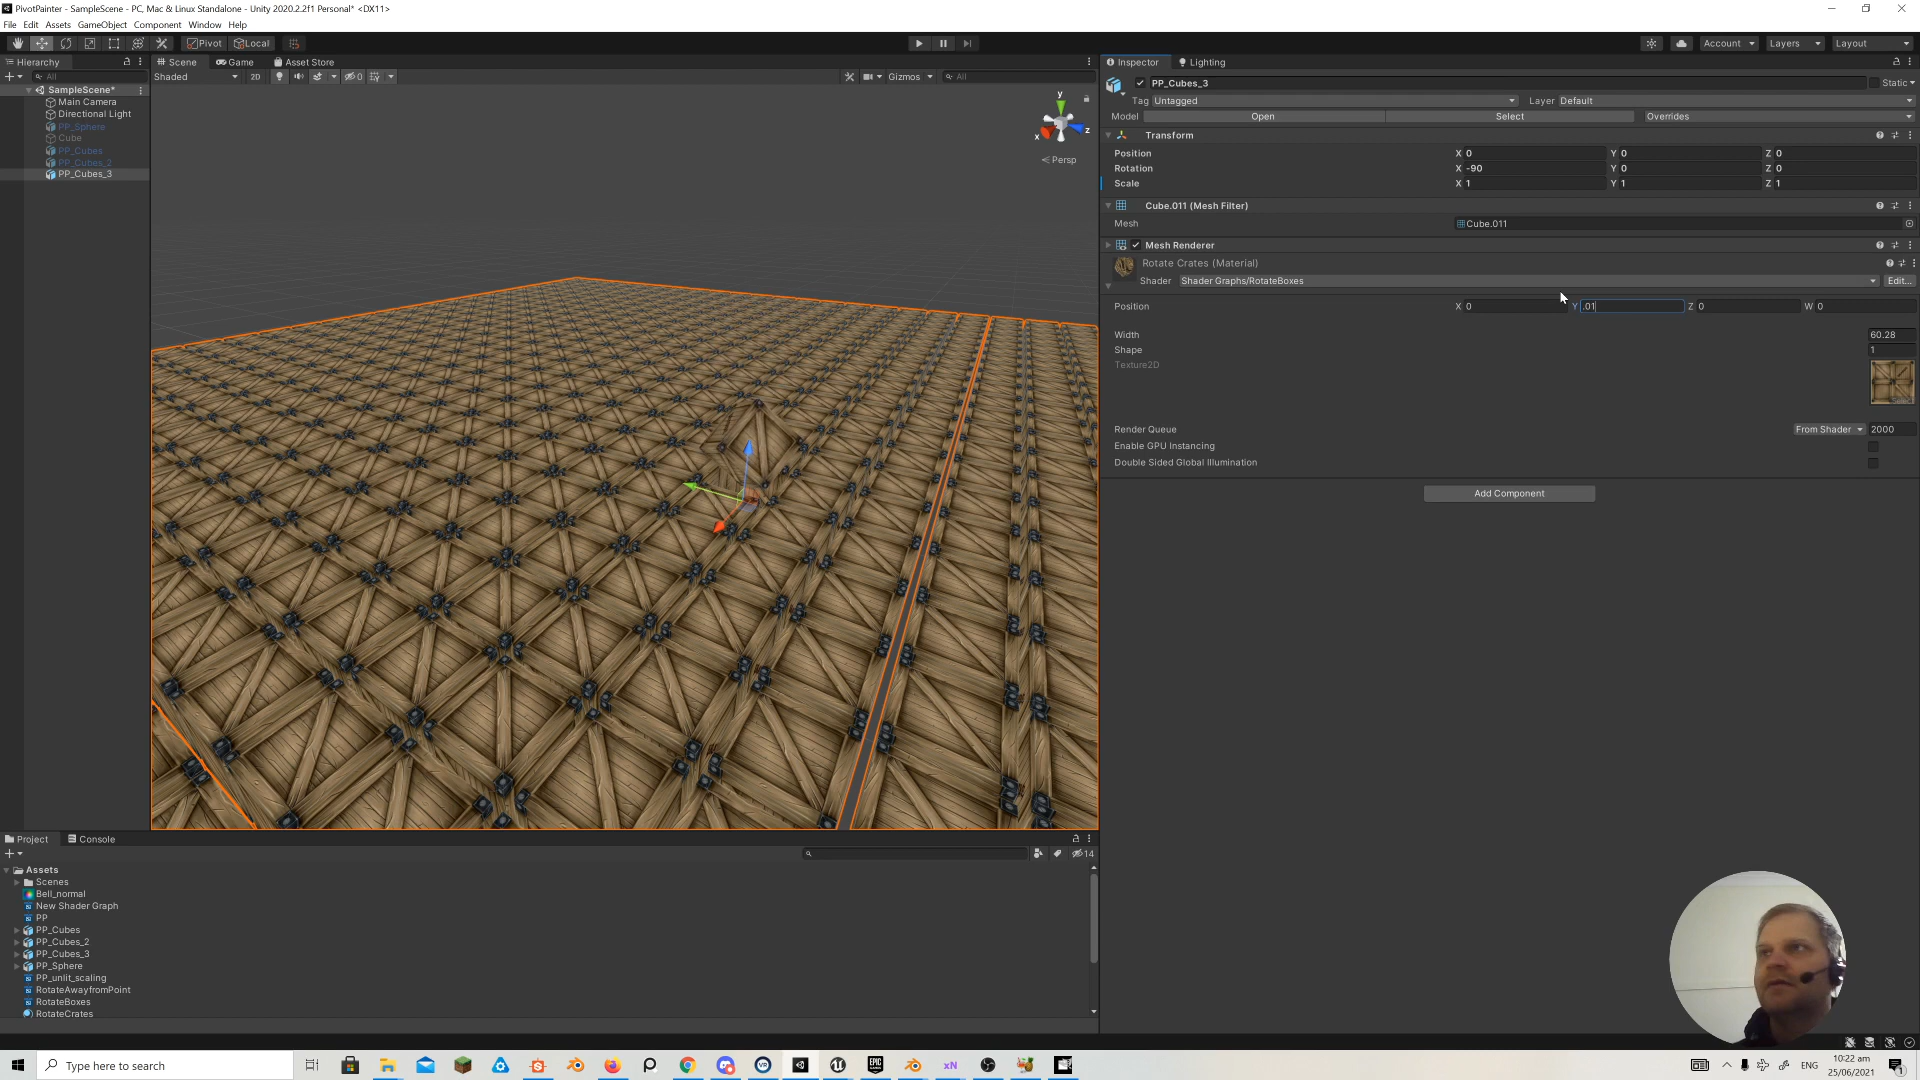 PivotPainter - SampleScene - PC, Mac & Linux Standalone - Unity 2020.2.2f1 Personal* <DX11>
File Edit Assets GameObject Component Window Help
Pivot Local Account Layers Layout
Hierarchy
All
SampleScene*
Main Camera
Directional Light
PP_Sphere
Cube
PP_Cubes
PP_Cubes_2
PP_Cubes_3
Scene Game Asset Store
Shaded 2D 0 Gizmos All
y
x z
Persp
Inspector Lighting
PP_Cubes_3 Static
Tag Untagged Layer Default
Model Open Select Overrides
Transform
Position X 0 Y 0 Z 0
Rotation X -90 Y 0 Z 0
Scale X 1 Y 1 Z 1
Cube.011 (Mesh Filter)
Mesh Cube.011
Mesh Renderer
Rotate Crates (Material)
Shader Shader Graphs/RotateBoxes Edit...
Position X 0 Y .01 Z 0 W 0
Width 60.28
Shape 1
Texture2D
Render Queue From Shader 2000
Enable GPU Instancing
Double Sided Global Illumination
Add Component
Project Console
14
Assets
Scenes
Bell_normal
New Shader Graph
PP
PP_Cubes
PP_Cubes_2
PP_Cubes_3
PP_Sphere
PP_unlit_scaling
RotateAwayfromPoint
RotateBoxes
RotateCrates
Type here to search
EPIC
xN
ENG
10:22 am
25/06/2021
1